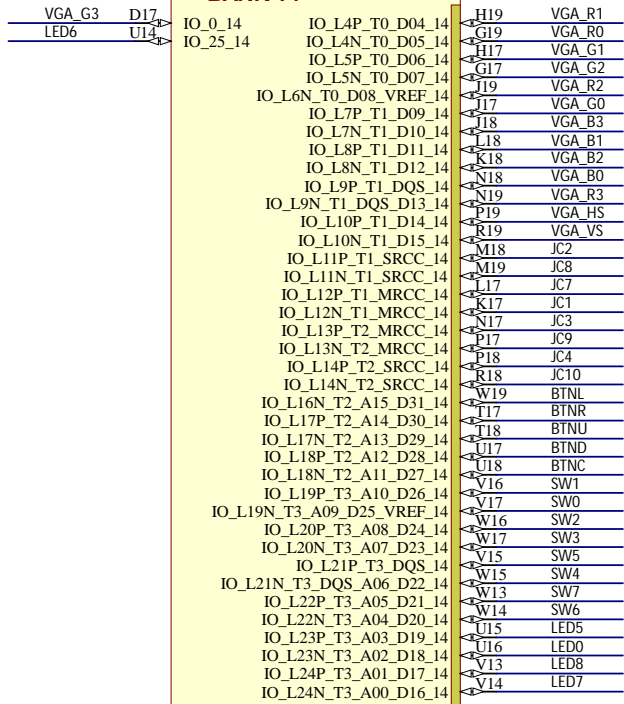 VGA_G3 D17 IO_0_14
LED6 U14 IO_25_14
IO_L4P_T0_D04_14 H19 VGA_R1
IO_L4N_T0_D05_14 G19 VGA_R0
IO_L5P_T0_D06_14 H17 VGA_G1
IO_L5N_T0_D07_14 G17 VGA_G2
IO_L6N_T0_D08_VREF_14 J19 VGA_R2
IO_L7P_T1_D09_14 J17 VGA_G0
IO_L7N_T1_D10_14 J18 VGA_B3
IO_L8P_T1_D11_14 L18 VGA_B1
IO_L8N_T1_D12_14 K18 VGA_B2
IO_L9P_T1_DQS_14 N18 VGA_B0
IO_L9N_T1_DQS_D13_14 N19 VGA_R3
IO_L10P_T1_D14_14 P19 VGA_HS
IO_L10N_T1_D15_14 R19 VGA_VS
IO_L11P_T1_SRCC_14 M18 JC2
IO_L11N_T1_SRCC_14 M19 JC8
IO_L12P_T1_MRCC_14 L17 JC7
IO_L12N_T1_MRCC_14 K17 JC1
IO_L13P_T2_MRCC_14 N17 JC3
IO_L13N_T2_MRCC_14 P17 JC9
IO_L14P_T2_SRCC_14 P18 JC4
IO_L14N_T2_SRCC_14 R18 JC10
IO_L16N_T2_A15_D31_14 W19 BTNL
IO_L17P_T2_A14_D30_14 T17 BTNR
IO_L17N_T2_A13_D29_14 T18 BTNU
IO_L18P_T2_A12_D28_14 U17 BTND
IO_L18N_T2_A11_D27_14 U18 BTNC
IO_L19P_T3_A10_D26_14 V16 SW1
IO_L19N_T3_A09_D25_VREF_14 V17 SW0
IO_L20P_T3_A08_D24_14 W16 SW2
IO_L20N_T3_A07_D23_14 W17 SW3
IO_L21P_T3_DQS_14 V15 SW5
IO_L21N_T3_DQS_A06_D22_14 W15 SW4
IO_L22P_T3_A05_D21_14 W13 SW7
IO_L22N_T3_A04_D20_14 W14 SW6
IO_L23P_T3_A03_D19_14 U15 LED5
IO_L23N_T3_A02_D18_14 U16 LED0
IO_L24P_T3_A01_D17_14 V13 LED8
IO_L24N_T3_A00_D16_14 V14 LED7